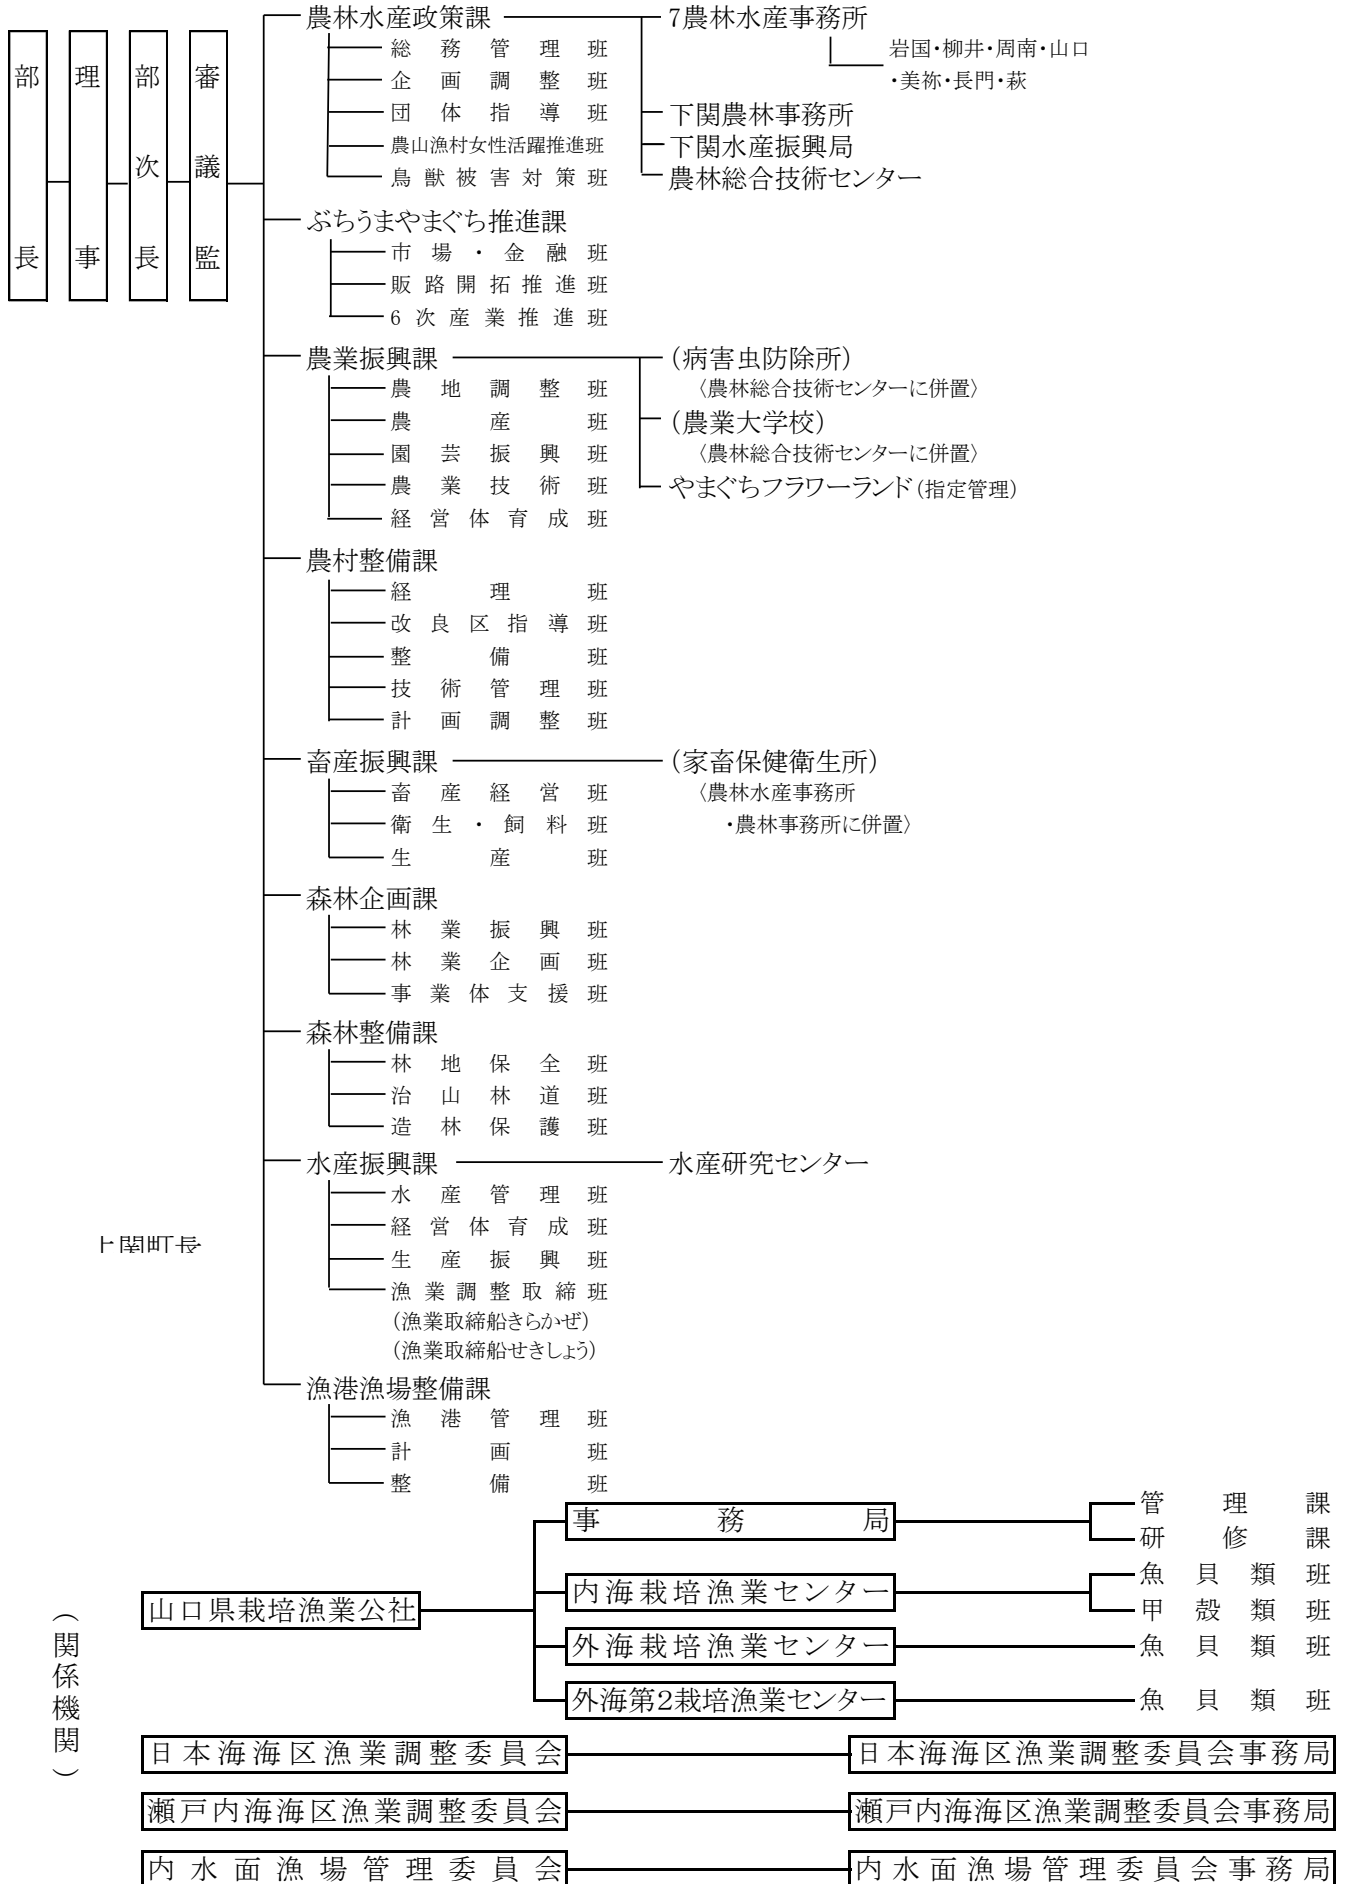 部長
理事
部次長
審議監
農林水産政策課
総務管理班
企画調整班
団体指導班
農山漁村女性活躍推進班
鳥獣被害対策班
7農林水産事務所
岩国・柳井・周南・山口
・美祢・長門・萩
下関農林事務所
下関水産振興局
農林総合技術センター
ぶちうまやまぐち推進課
市場・金融班
販路開拓推進班
6次産業推進班
農業振興課
農地調整班
農産班
園芸振興班
農業技術班
経営体育成班
(病害虫防除所)
〈農林総合技術センターに併置〉
(農業大学校)
〈農林総合技術センターに併置〉
やまぐちフラワーランド(指定管理)
農村整備課
経理班
改良区指導班
整備班
技術管理班
計画調整班
畜産振興課
畜産経営班
衛生・飼料班
生産班
(家畜保健衛生所)
〈農林水産事務所
・農林事務所に併置〉
森林企画課
林業振興班
林業企画班
事業体支援班
森林整備課
林地保全班
治山林道班
造林保護班
水産振興課
水産管理班
経営体育成班
生産振興班
漁業調整取締班
(漁業取締船きらかぜ)
(漁業取締船せきしょう)
水産研究センター
上関町長
漁港漁場整備課
漁港管理班
計画班
整備班
(関係機関)
山口県栽培漁業公社
事務局
管理課
研修課
内海栽培漁業センター
魚貝類班
甲殻類班
外海栽培漁業センター
魚貝類班
外海第2栽培漁業センター
魚貝類班
日本海海区漁業調整委員会
日本海海区漁業調整委員会事務局
瀬戸内海海区漁業調整委員会
瀬戸内海海区漁業調整委員会事務局
内水面漁場管理委員会
内水面漁場管理委員会事務局